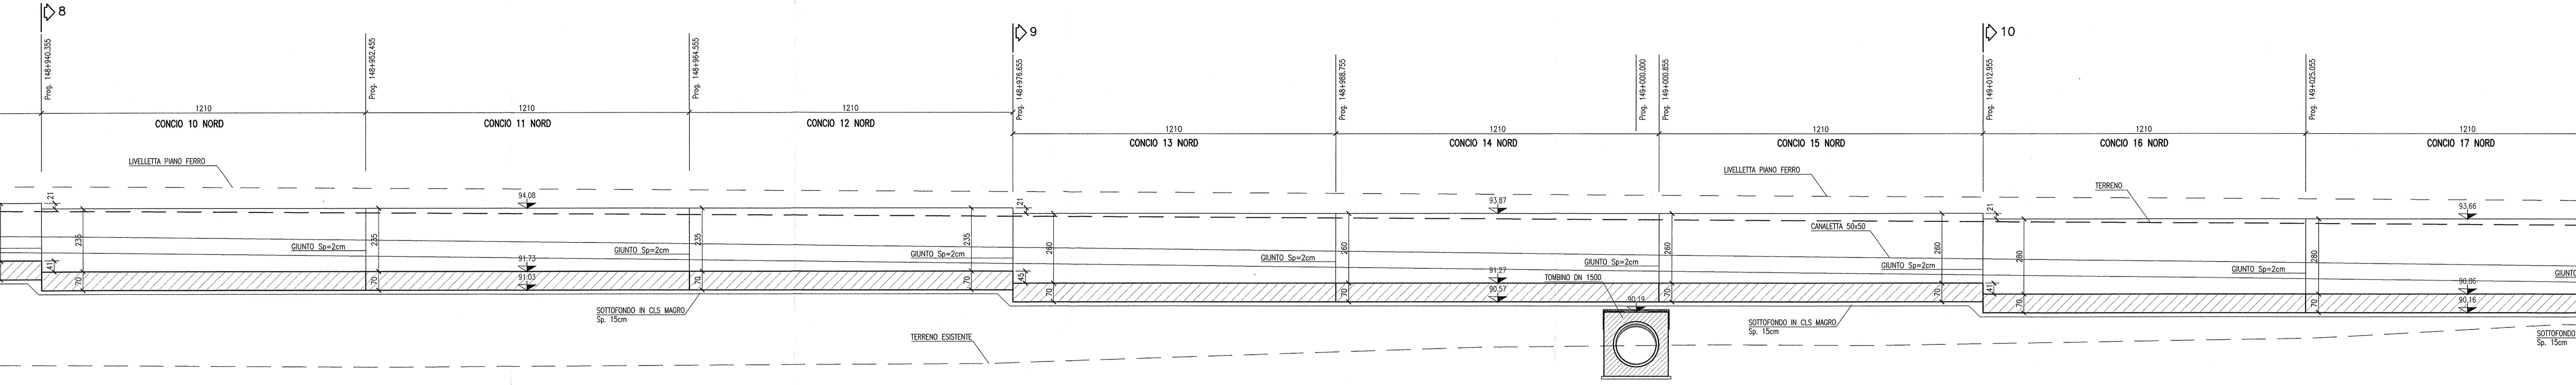 8
9
10
Prog. 148+940.355
Prog. 148+952.455
Prog. 148+964.555
Prog. 148+976.655
Prog. 148+988.755
Prog. 149+000.000
Prog. 149+000.855
Prog. 149+012.955
Prog. 149+025.055
1210
1210
1210
CONCIO 10 NORD
CONCIO 11 NORD
CONCIO 12 NORD
1210
1210
1210
1210
1210
CONCIO 13 NORD
CONCIO 14 NORD
CONCIO 15 NORD
CONCIO 16 NORD
CONCIO 17 NORD
LIVELLETTA PIANO FERRO
LIVELLETTA PIANO FERRO
TERRENO
21
94.08
21
93.87
21
93.66
CANALETTA 50x50
235
235
235
235
260
260
260
260
280
280
GIUNTO Sp=2cm
GIUNTO Sp=2cm
GIUNTO Sp=2cm
GIUNTO Sp=2cm
GIUNTO Sp=2cm
GIUNTO Sp=2cm
GIUNTO Sp=2cm
GIUNTO
41
91.73
45
91.27
41
90.86
TOMBINO DN 1500
70
70
91.03
70
70
70
70
90.57
70
70
70
70
90.16
90.19
SOTTOFONDO IN CLS MAGRO
Sp. 15cm
SOTTOFONDO IN CLS MAGRO
Sp. 15cm
SOTTOFONDO
Sp. 15cm
TERRENO ESISTENTE